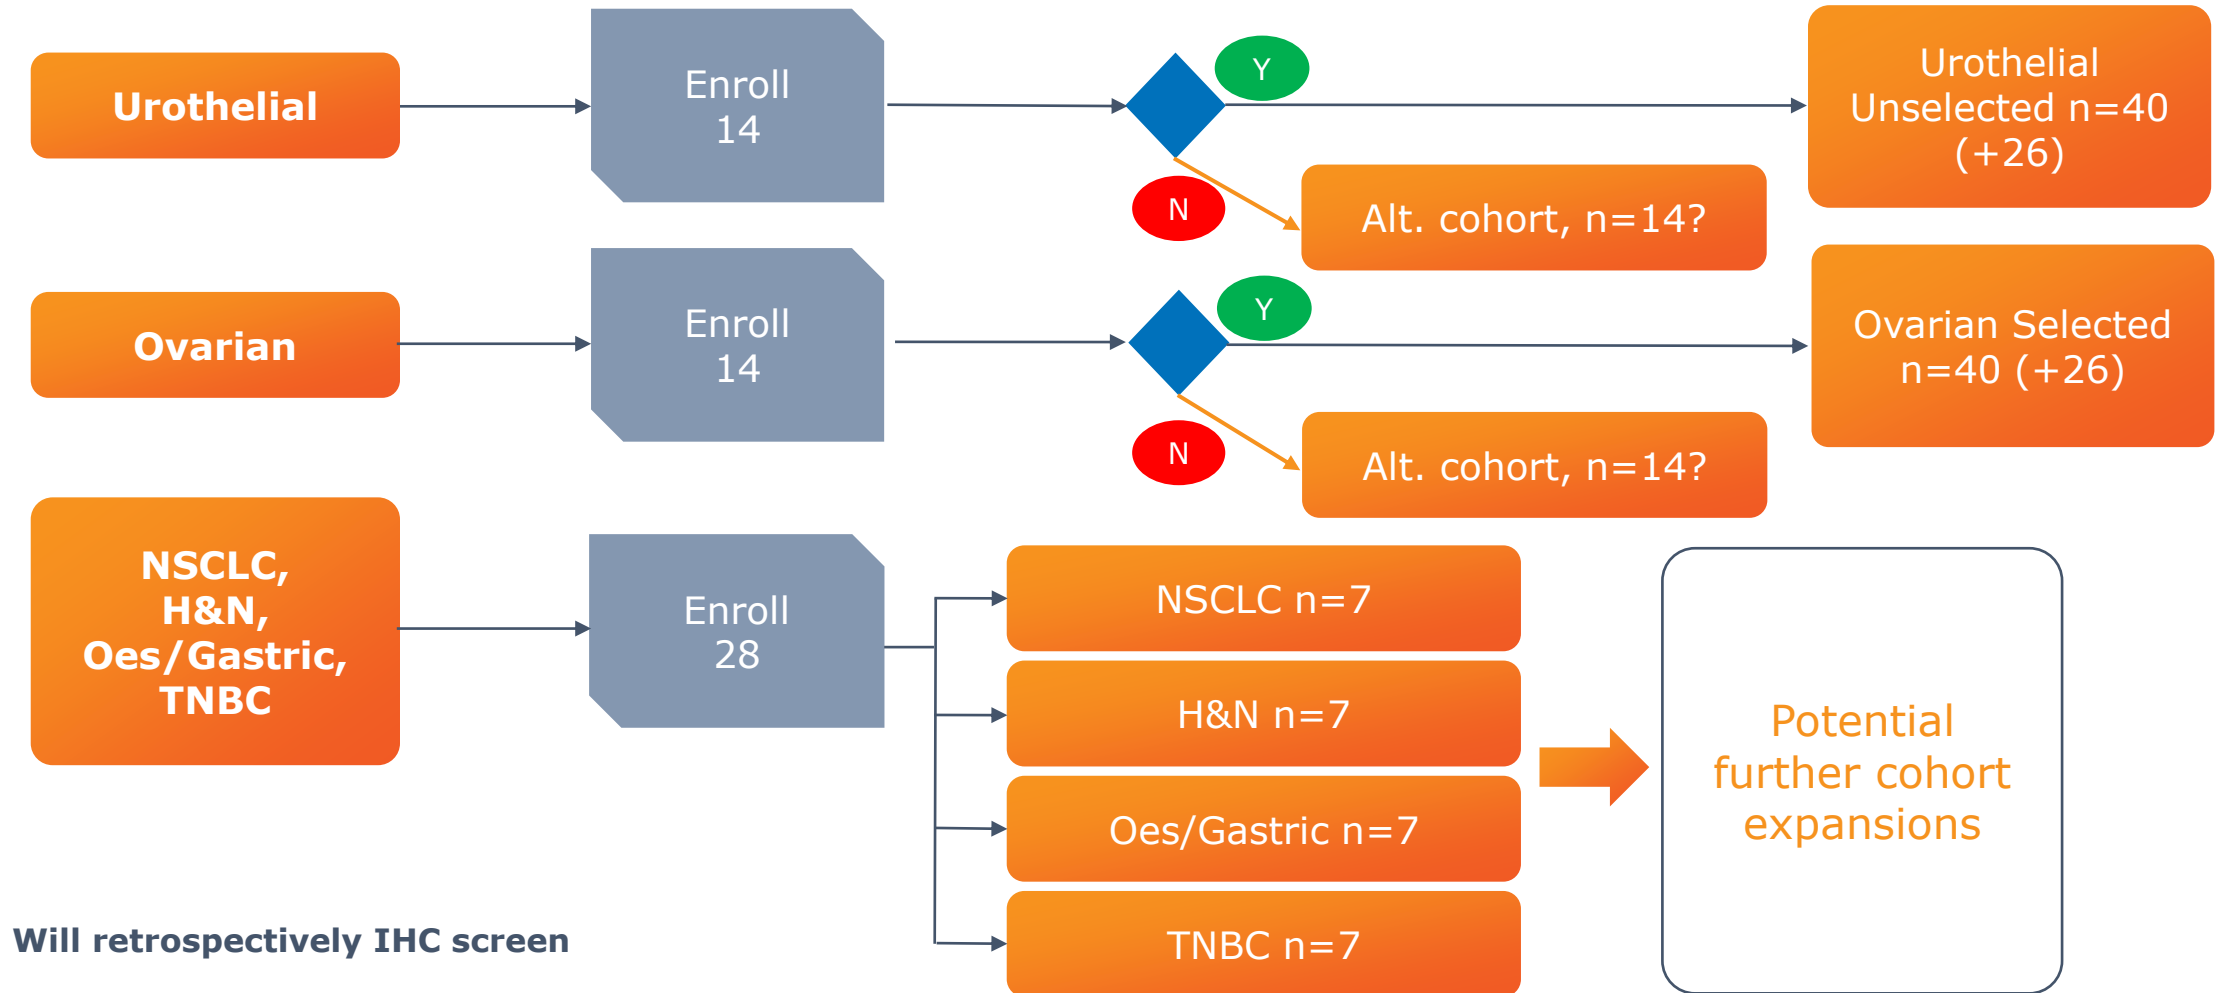 Urothelial
Enroll
14
Y
N
Alt. cohort, n=14?
Urothelial
Unselected n=40
(+26)
Ovarian
Enroll
14
Y
N
Alt. cohort, n=14?
Ovarian Selected
n=40 (+26)
NSCLC,
H&N,
Oes/Gastric,
TNBC
Enroll
28
NSCLC n=7
H&N n=7
Oes/Gastric n=7
TNBC n=7
Potential
further cohort
expansions
Will retrospectively IHC screen